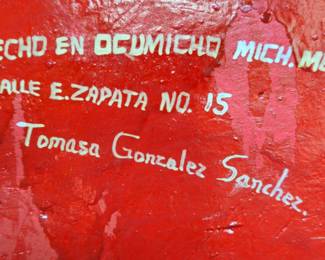 ECHO EN OCUMICHO MICH. M
ALLE E. ZAPATA NO. 15
Tomasa Gonzalez Sanchez.